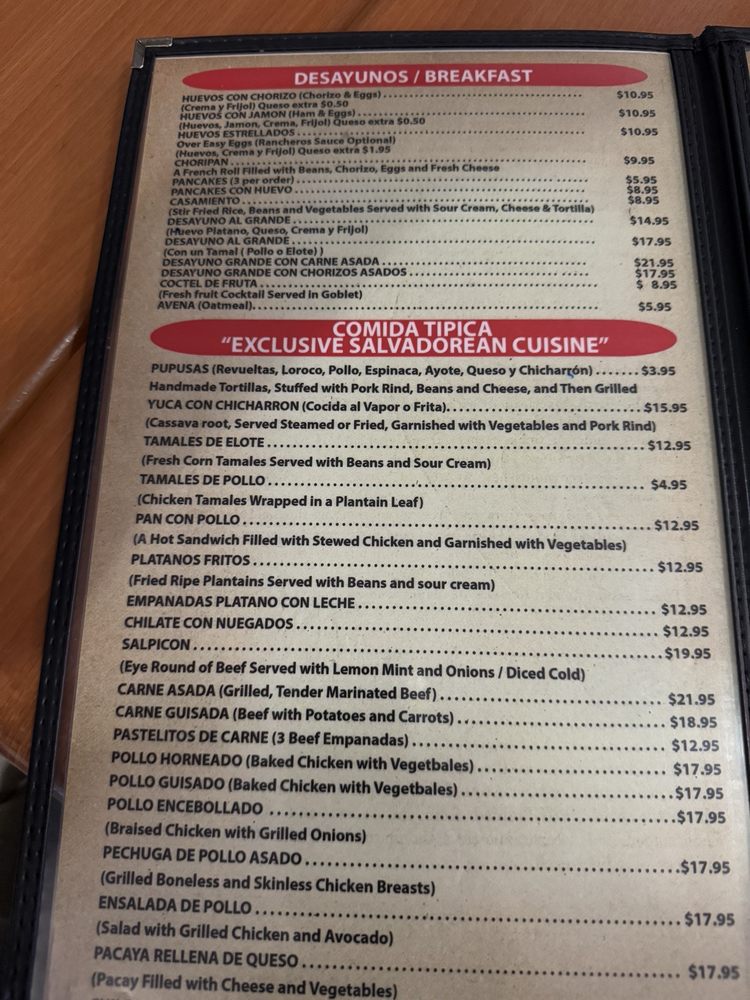 DESAYUNOS / BREAKFAST
HUEVOS CON CHORIZO (Chorizo & Eggs) $10.95
(Crema y Frijol) Queso extra $0.50
HUEVOS CON JAMON (Ham & Eggs) $10.95
(Huevos, Jamon, Crema, Frijol) Queso extra $0.50
HUEVOS ESTRELLADOS $10.95
Over Easy Eggs (Rancheros Sauce Optional)
(Huevos, Crema y Frijol) Queso extra $1.95
CHORIPAN $9.95
A French Roll Filled with Beans, Chorizo, Eggs and Fresh Cheese
PANCAKES (3 per order) $5.95
PANCAKES CON HUEVO $8.95
CASAMIENTO $8.95
(Stir Fried Rice, Beans and Vegetables Served with Sour Cream, Cheese & Tortilla)
DESAYUNO AL GRANDE $14.95
(Huevo Platano, Queso, Crema y Frijol)
DESAYUNO AL GRANDE $17.95
(Con un Tamal ( Pollo o Elote) )
DESAYUNO GRANDE CON CARNE ASADA $21.95
DESAYUNO GRANDE CON CHORIZOS ASADOS $17.95
COCTEL DE FRUTA $ 8.95
(Fresh fruit Cocktail Served in Goblet)
AVENA (Oatmeal) $5.95
COMIDA TIPICA
"EXCLUSIVE SALVADOREAN CUISINE"
PUPUSAS (Revueltas, Loroco, Pollo, Espinaca, Ayote, Queso y Chicharrón) $3.95
Handmade Tortillas, Stuffed with Pork Rind, Beans and Cheese, and Then Grilled
YUCA CON CHICHARRON (Cocida al Vapor o Frita) $15.95
(Cassava root, Served Steamed or Fried, Garnished with Vegetables and Pork Rind)
TAMALES DE ELOTE $12.95
(Fresh Corn Tamales Served with Beans and Sour Cream)
TAMALES DE POLLO $4.95
(Chicken Tamales Wrapped in a Plantain Leaf)
PAN CON POLLO $12.95
(A Hot Sandwich Filled with Stewed Chicken and Garnished with Vegetables)
PLATANOS FRITOS $12.95
(Fried Ripe Plantains Served with Beans and sour cream)
EMPANADAS PLATANO CON LECHE $12.95
CHILATE CON NUEGADOS $12.95
SALPICON $19.95
(Eye Round of Beef Served with Lemon Mint and Onions / Diced Cold)
CARNE ASADA (Grilled, Tender Marinated Beef) $21.95
CARNE GUISADA (Beef with Potatoes and Carrots) $18.95
PASTELITOS DE CARNE (3 Beef Empanadas) $12.95
POLLO HORNEADO (Baked Chicken with Vegetbales) $17.95
POLLO GUISADO (Baked Chicken with Vegetbales) $17.95
POLLO ENCEBOLLADO $17.95
(Braised Chicken with Grilled Onions)
PECHUGA DE POLLO ASADO $17.95
(Grilled Boneless and Skinless Chicken Breasts)
ENSALADA DE POLLO $17.95
(Salad with Grilled Chicken and Avocado)
PACAYA RELLENA DE QUESO $17.95
(Pacay Filled with Cheese and Vegetables)